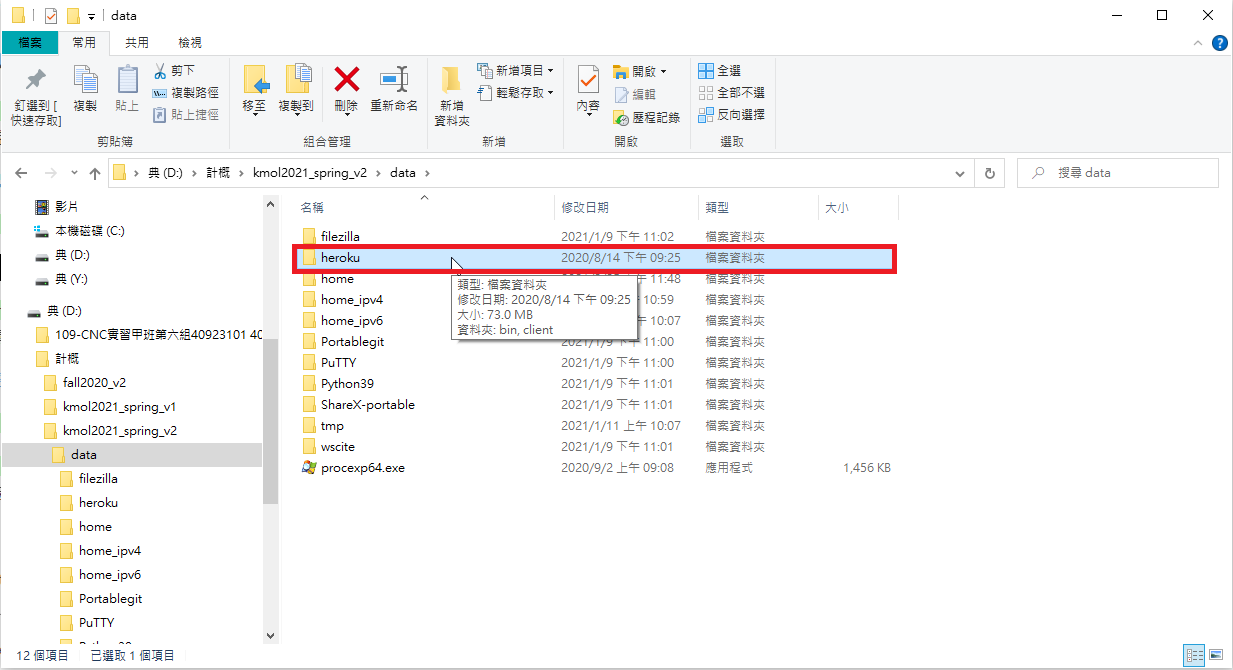 data
檔案 常用 共用 檢視
釘選到 [快速存取] 複製 貼上 剪下 複製路徑 貼上捷徑
移至 複製到 刪除 重新命名
新增資料夾 新增項目 輕鬆存取
內容 開啟 編輯 歷程記錄
全選 全部不選 反向選擇
剪貼簿 組合管理 新增 開啟 選取
典 (D:) 計概 kmol2021_spring_v2 data
搜尋 data
影片
本機磁碟 (C:)
典 (D:)
典 (Y:)
典 (D:)
109-CNC實習甲班第六組40923101 40
計概
fall2020_v2
kmol2021_spring_v1
kmol2021_spring_v2
data
filezilla
heroku
home
home_ipv4
home_ipv6
Portablegit
PuTTY
名稱 修改日期 類型 大小
filezilla 2021/1/9 下午 11:02 檔案資料夾
heroku 2020/8/14 下午 09:25 檔案資料夾
home 11:48 檔案資料夾
home_ipv4 10:59 檔案資料夾
home_ipv6 10:07 檔案資料夾
Portablegit 2021/1/9 下午 11:00 檔案資料夾
PuTTY 2021/1/9 下午 11:00 檔案資料夾
Python39 2021/1/9 下午 11:01 檔案資料夾
ShareX-portable 2021/1/9 下午 11:01 檔案資料夾
tmp 2021/1/11 上午 10:07 檔案資料夾
wscite 2021/1/9 下午 11:01 檔案資料夾
procexp64.exe 2020/9/2 上午 09:08 應用程式 1,456 KB
類型: 檔案資料夾
修改日期: 2020/8/14 下午 09:25
大小: 73.0 MB
資料夾: bin, client
12 個項目 已選取 1 個項目